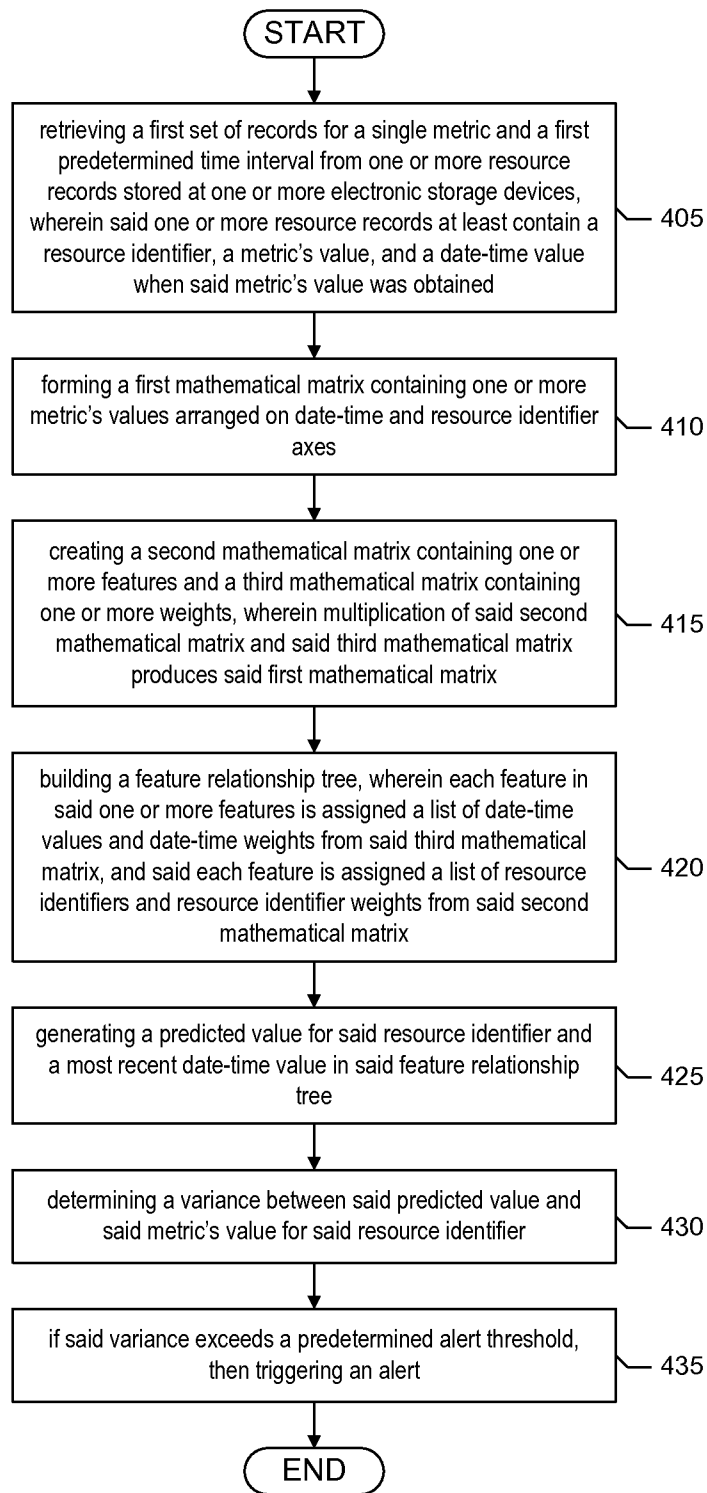 START
retrieving a first set of records for a single metric and a first
predetermined time interval from one or more resource
records stored at one or more electronic storage devices,
wherein said one or more resource records at least contain a
resource identifier, a metric's value, and a date-time value
when said metric's value was obtained
405
forming a first mathematical matrix containing one or more
metric's values arranged on date-time and resource identifier
axes
410
creating a second mathematical matrix containing one or
more features and a third mathematical matrix containing
one or more weights, wherein multiplication of said second
mathematical matrix and said third mathematical matrix
produces said first mathematical matrix
415
building a feature relationship tree, wherein each feature in
said one or more features is assigned a list of date-time
values and date-time weights from said third mathematical
matrix, and said each feature is assigned a list of resource
identifiers and resource identifier weights from said second
mathematical matrix
420
generating a predicted value for said resource identifier and
a most recent date-time value in said feature relationship
tree
425
determining a variance between said predicted value and
said metric's value for said resource identifier
430
if said variance exceeds a predetermined alert threshold,
then triggering an alert
435
END